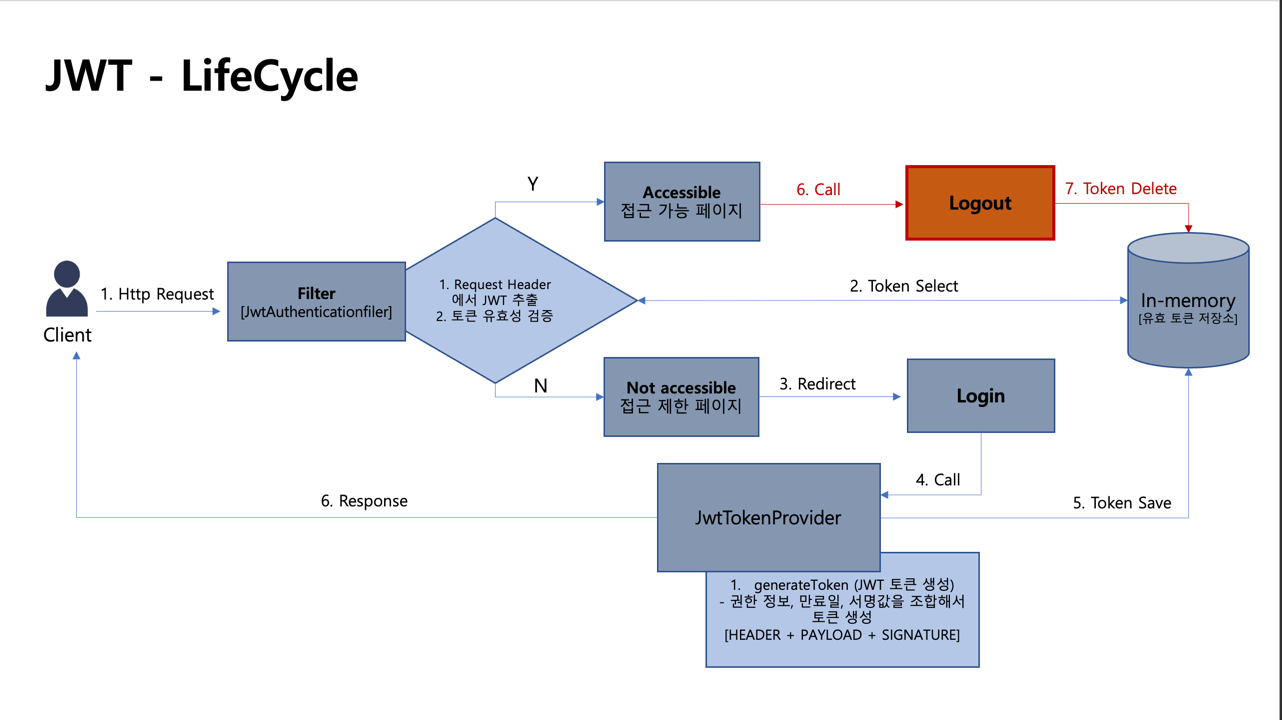 JWT - LifeCycle
Y
Accessible
접근 가능 페이지
6. Call
Logout
7. Token Delete
1. Http Request
Client
Filter
[JwtAuthenticationfiler]
1. Request Header
에서 JWT 추출
2. 토큰 유효성 검증
2. Token Select
In-memory
[유효 토큰 저장소]
N
Not accessible
접근 제한 페이지
3. Redirect
Login
4. Call
5. Token Save
6. Response
JwtTokenProvider
1. generateToken (JWT 토큰 생성)
- 권한 정보, 만료일, 서명값을 조합해서
토큰 생성
[HEADER + PAYLOAD + SIGNATURE]